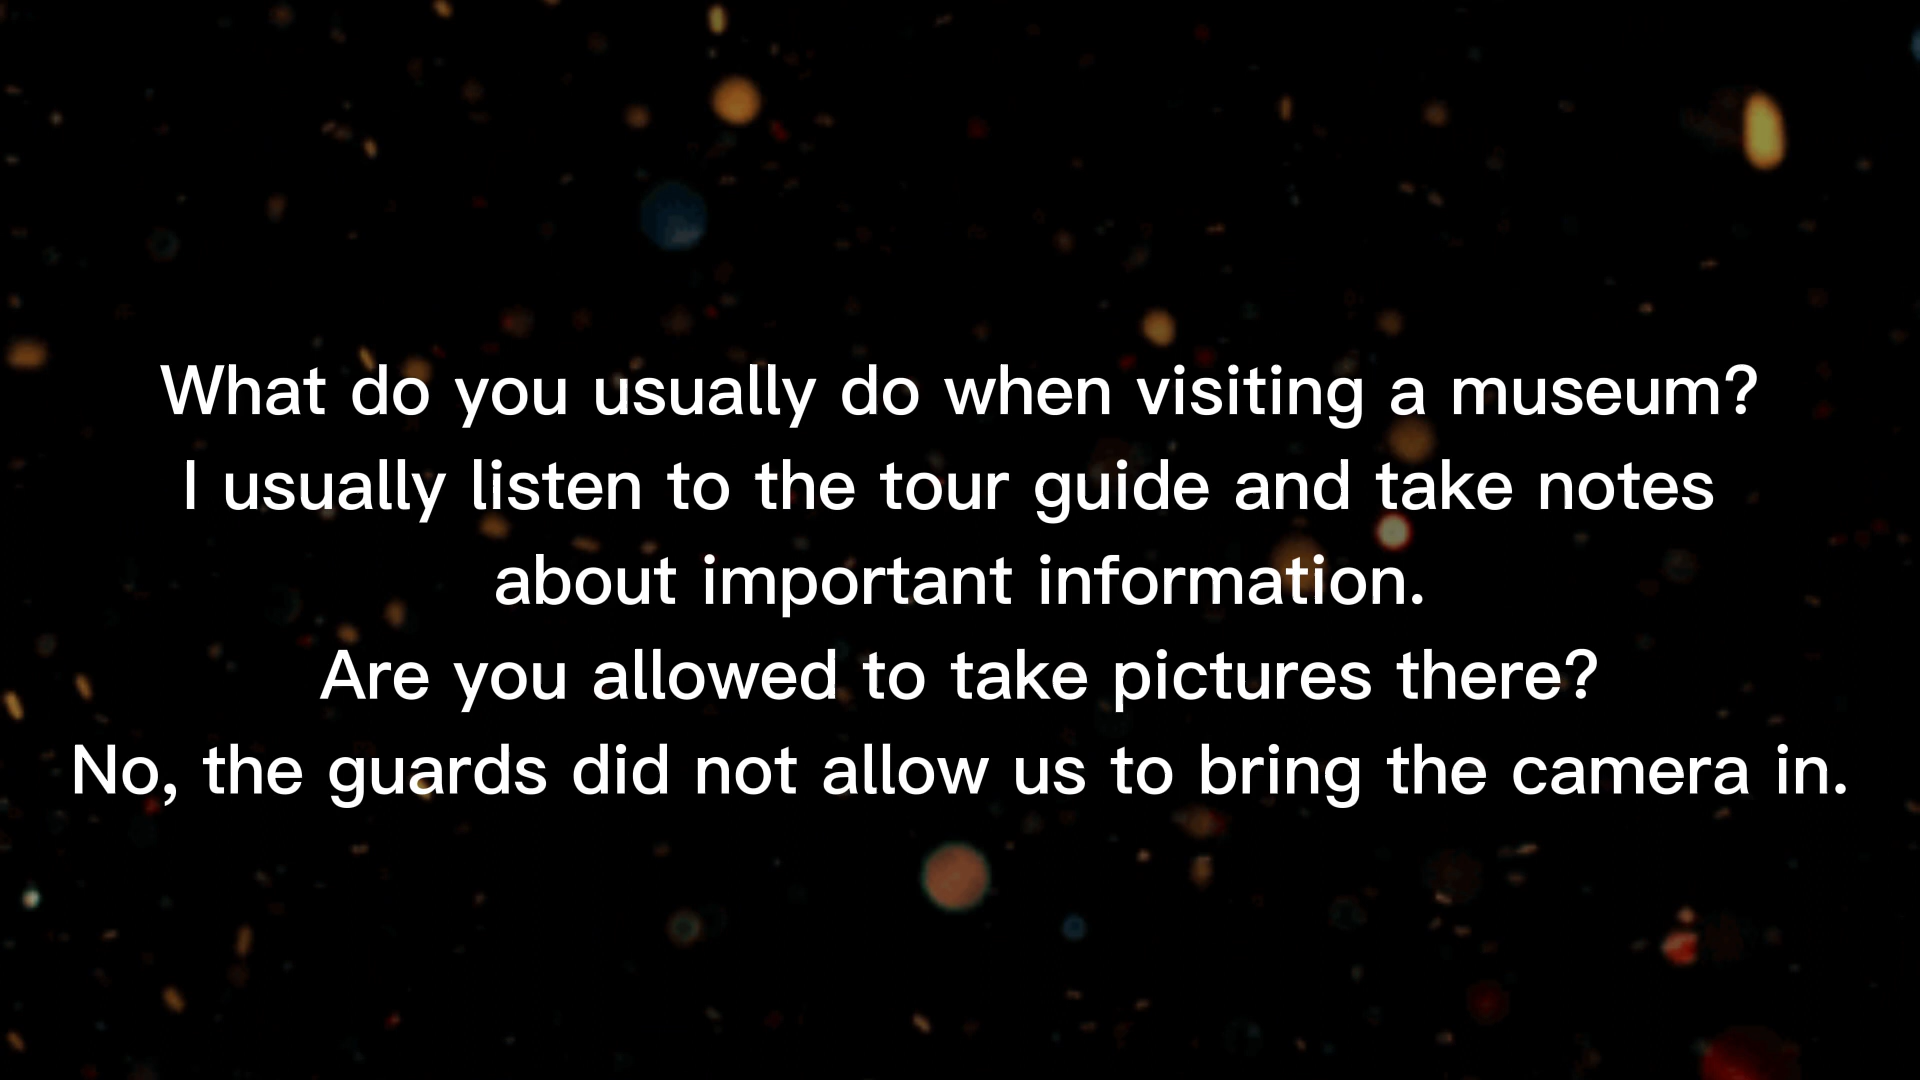 What do you usually do when visiting a museum?
I usually listen to the tour guide and take notes
about important information.
Are you allowed to take pictures there?
No, the guards did not allow us to bring the camera in.